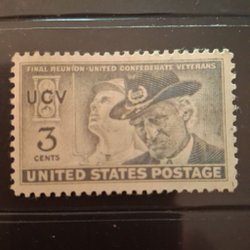 FINAL REUNION · UNITED CONFEDERATE VETERANS
UCV
3
CENTS
UNITED STATES POSTAGE